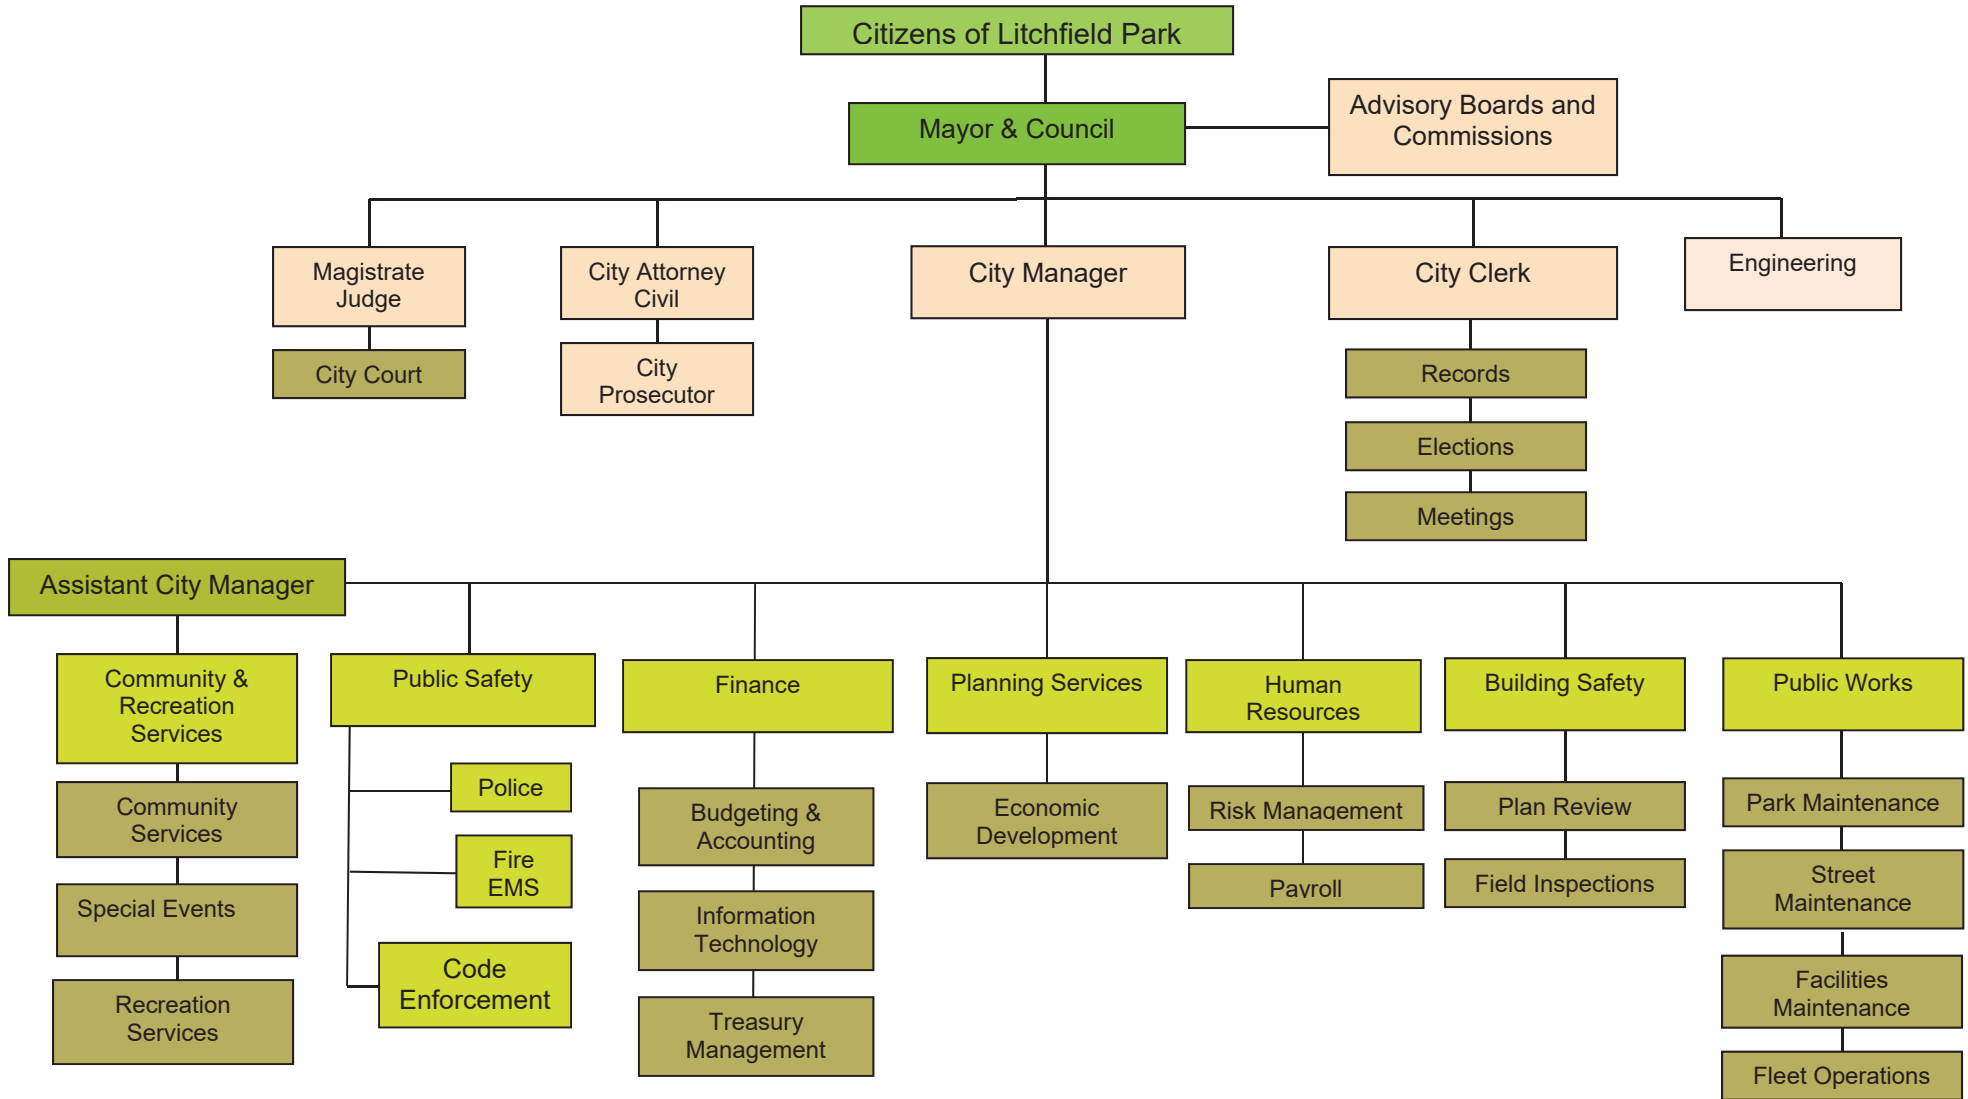 Citizens of Litchfield Park
Mayor & Council
Advisory Boards and
Commissions
Magistrate
Judge
City Attorney
Civil
City Manager
City Clerk
Engineering
City Court
City
Prosecutor
Records
Elections
Meetings
Assistant City Manager
Community &
Recreation
Services
Public Safety
Finance
Planning Services
Human
Resources
Building Safety
Public Works
Community
Services
Special Events
Recreation
Services
Police
Fire
EMS
Code
Enforcement
Budgeting &
Accounting
Information
Technology
Treasury
Management
Economic
Development
Risk Management
Payroll
Plan Review
Field Inspections
Park Maintenance
Street
Maintenance
Facilities
Maintenance
Fleet Operations